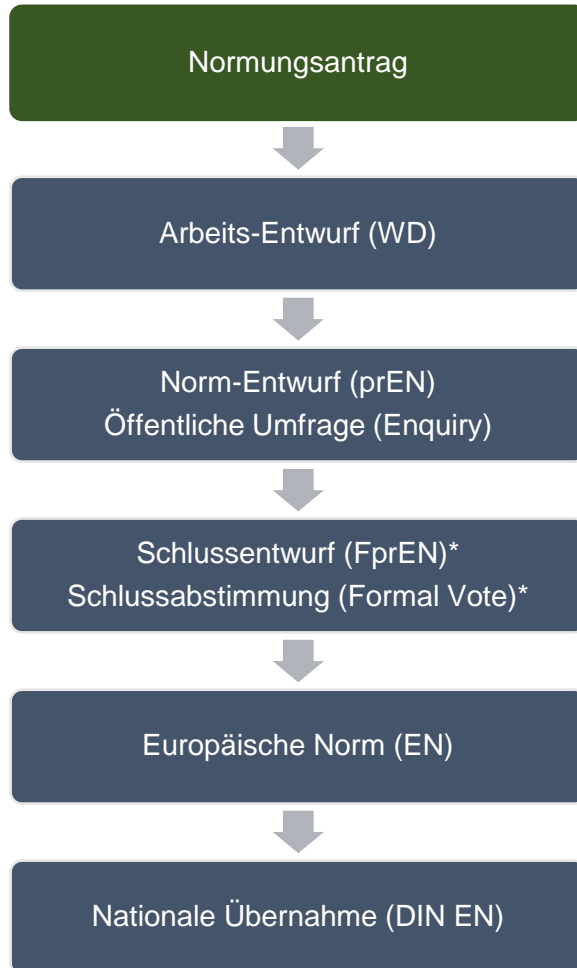 Normungsantrag
Arbeits-Entwurf (WD)
Norm-Entwurf (prEN)
Öffentliche Umfrage (Enquiry)
Schlussentwurf (FprEN)*
Schlussabstimmung (Formal Vote)*
Europäische Norm (EN)
Nationale Übernahme (DIN EN)